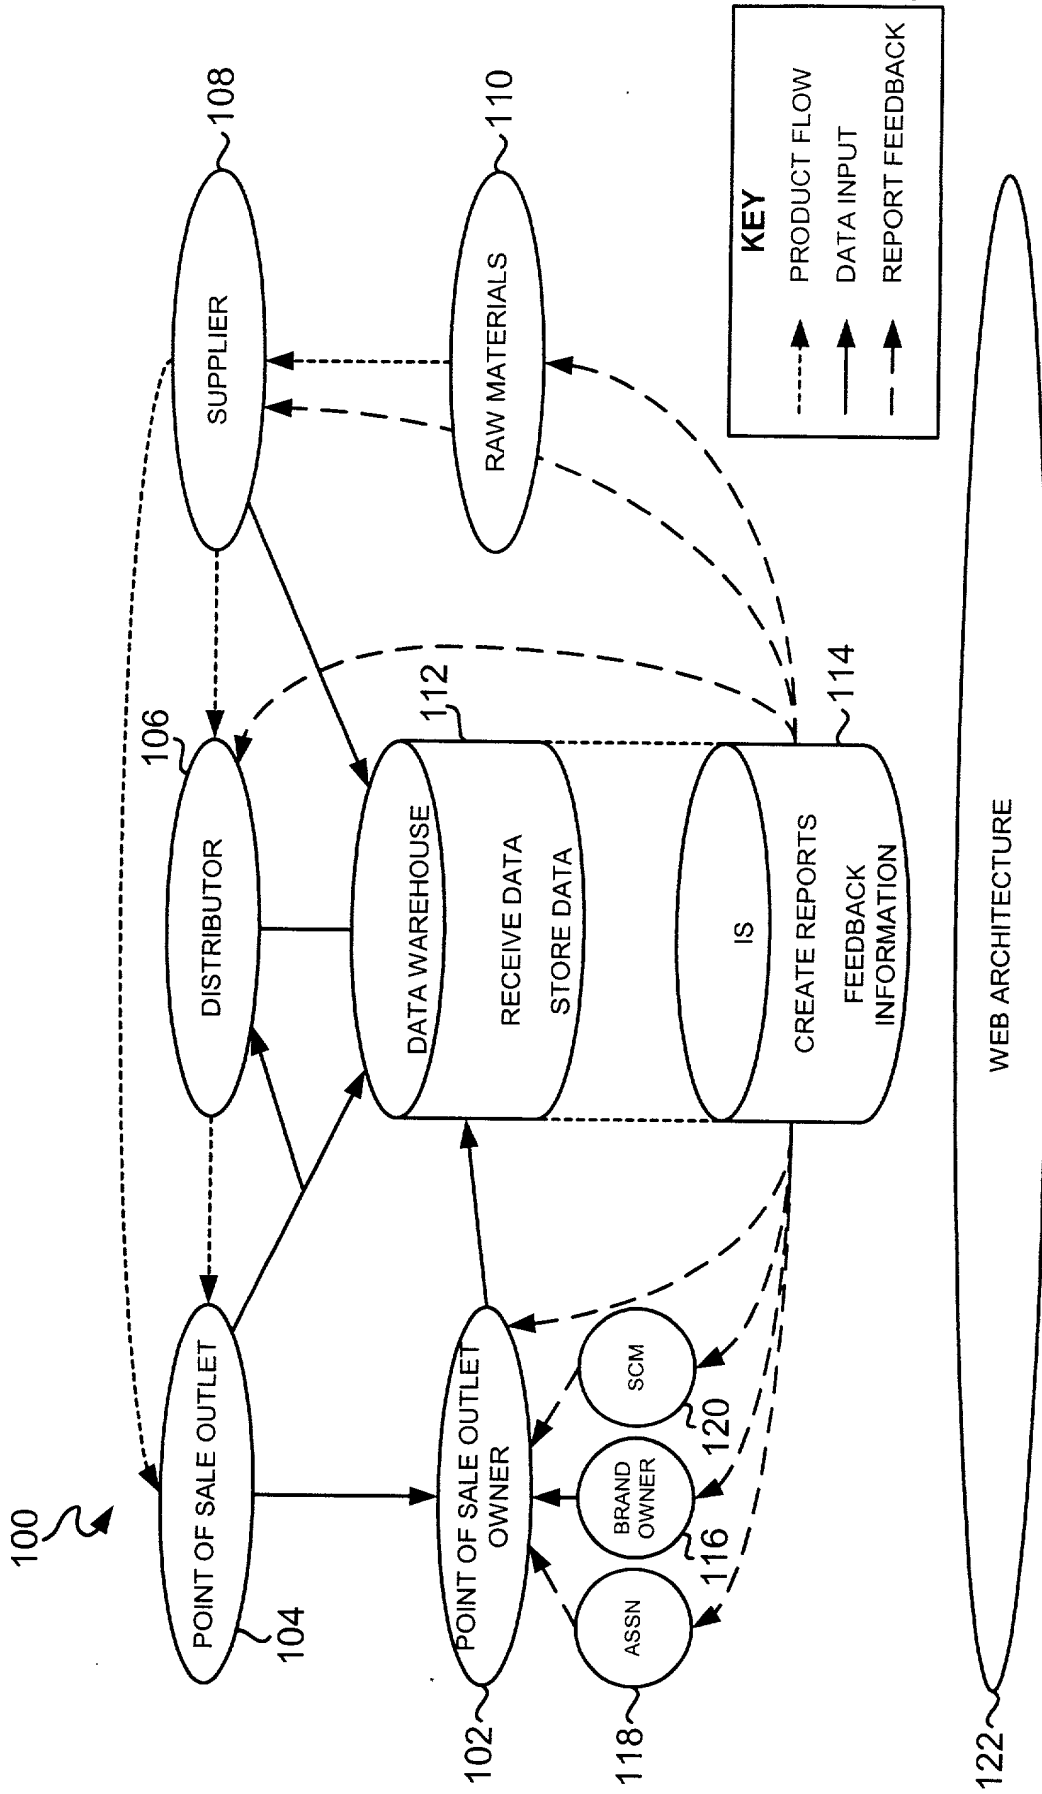 100
104
POINT OF SALE OUTLET
106
DISTRIBUTOR
108
SUPPLIER
102
POINT OF SALE OUTLET
OWNER
DATA WAREHOUSE
112
RECEIVE DATA
STORE DATA
RAW MATERIALS
110
118
ASSN
116
BRAND
OWNER
120
SCM
IS
114
CREATE REPORTS
FEEDBACK
INFORMATION
KEY
PRODUCT FLOW
DATA INPUT
REPORT FEEDBACK
122
WEB ARCHITECTURE